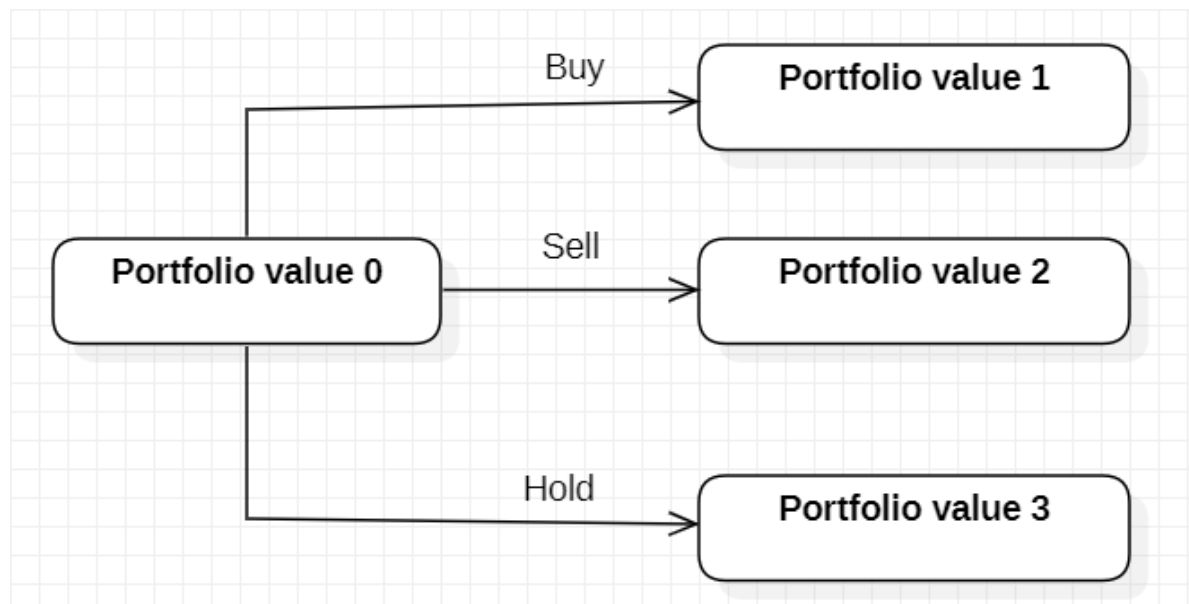 Buy
Portfolio value 1
Portfolio value 0
Sell
Portfolio value 2
Hold
Portfolio value 3